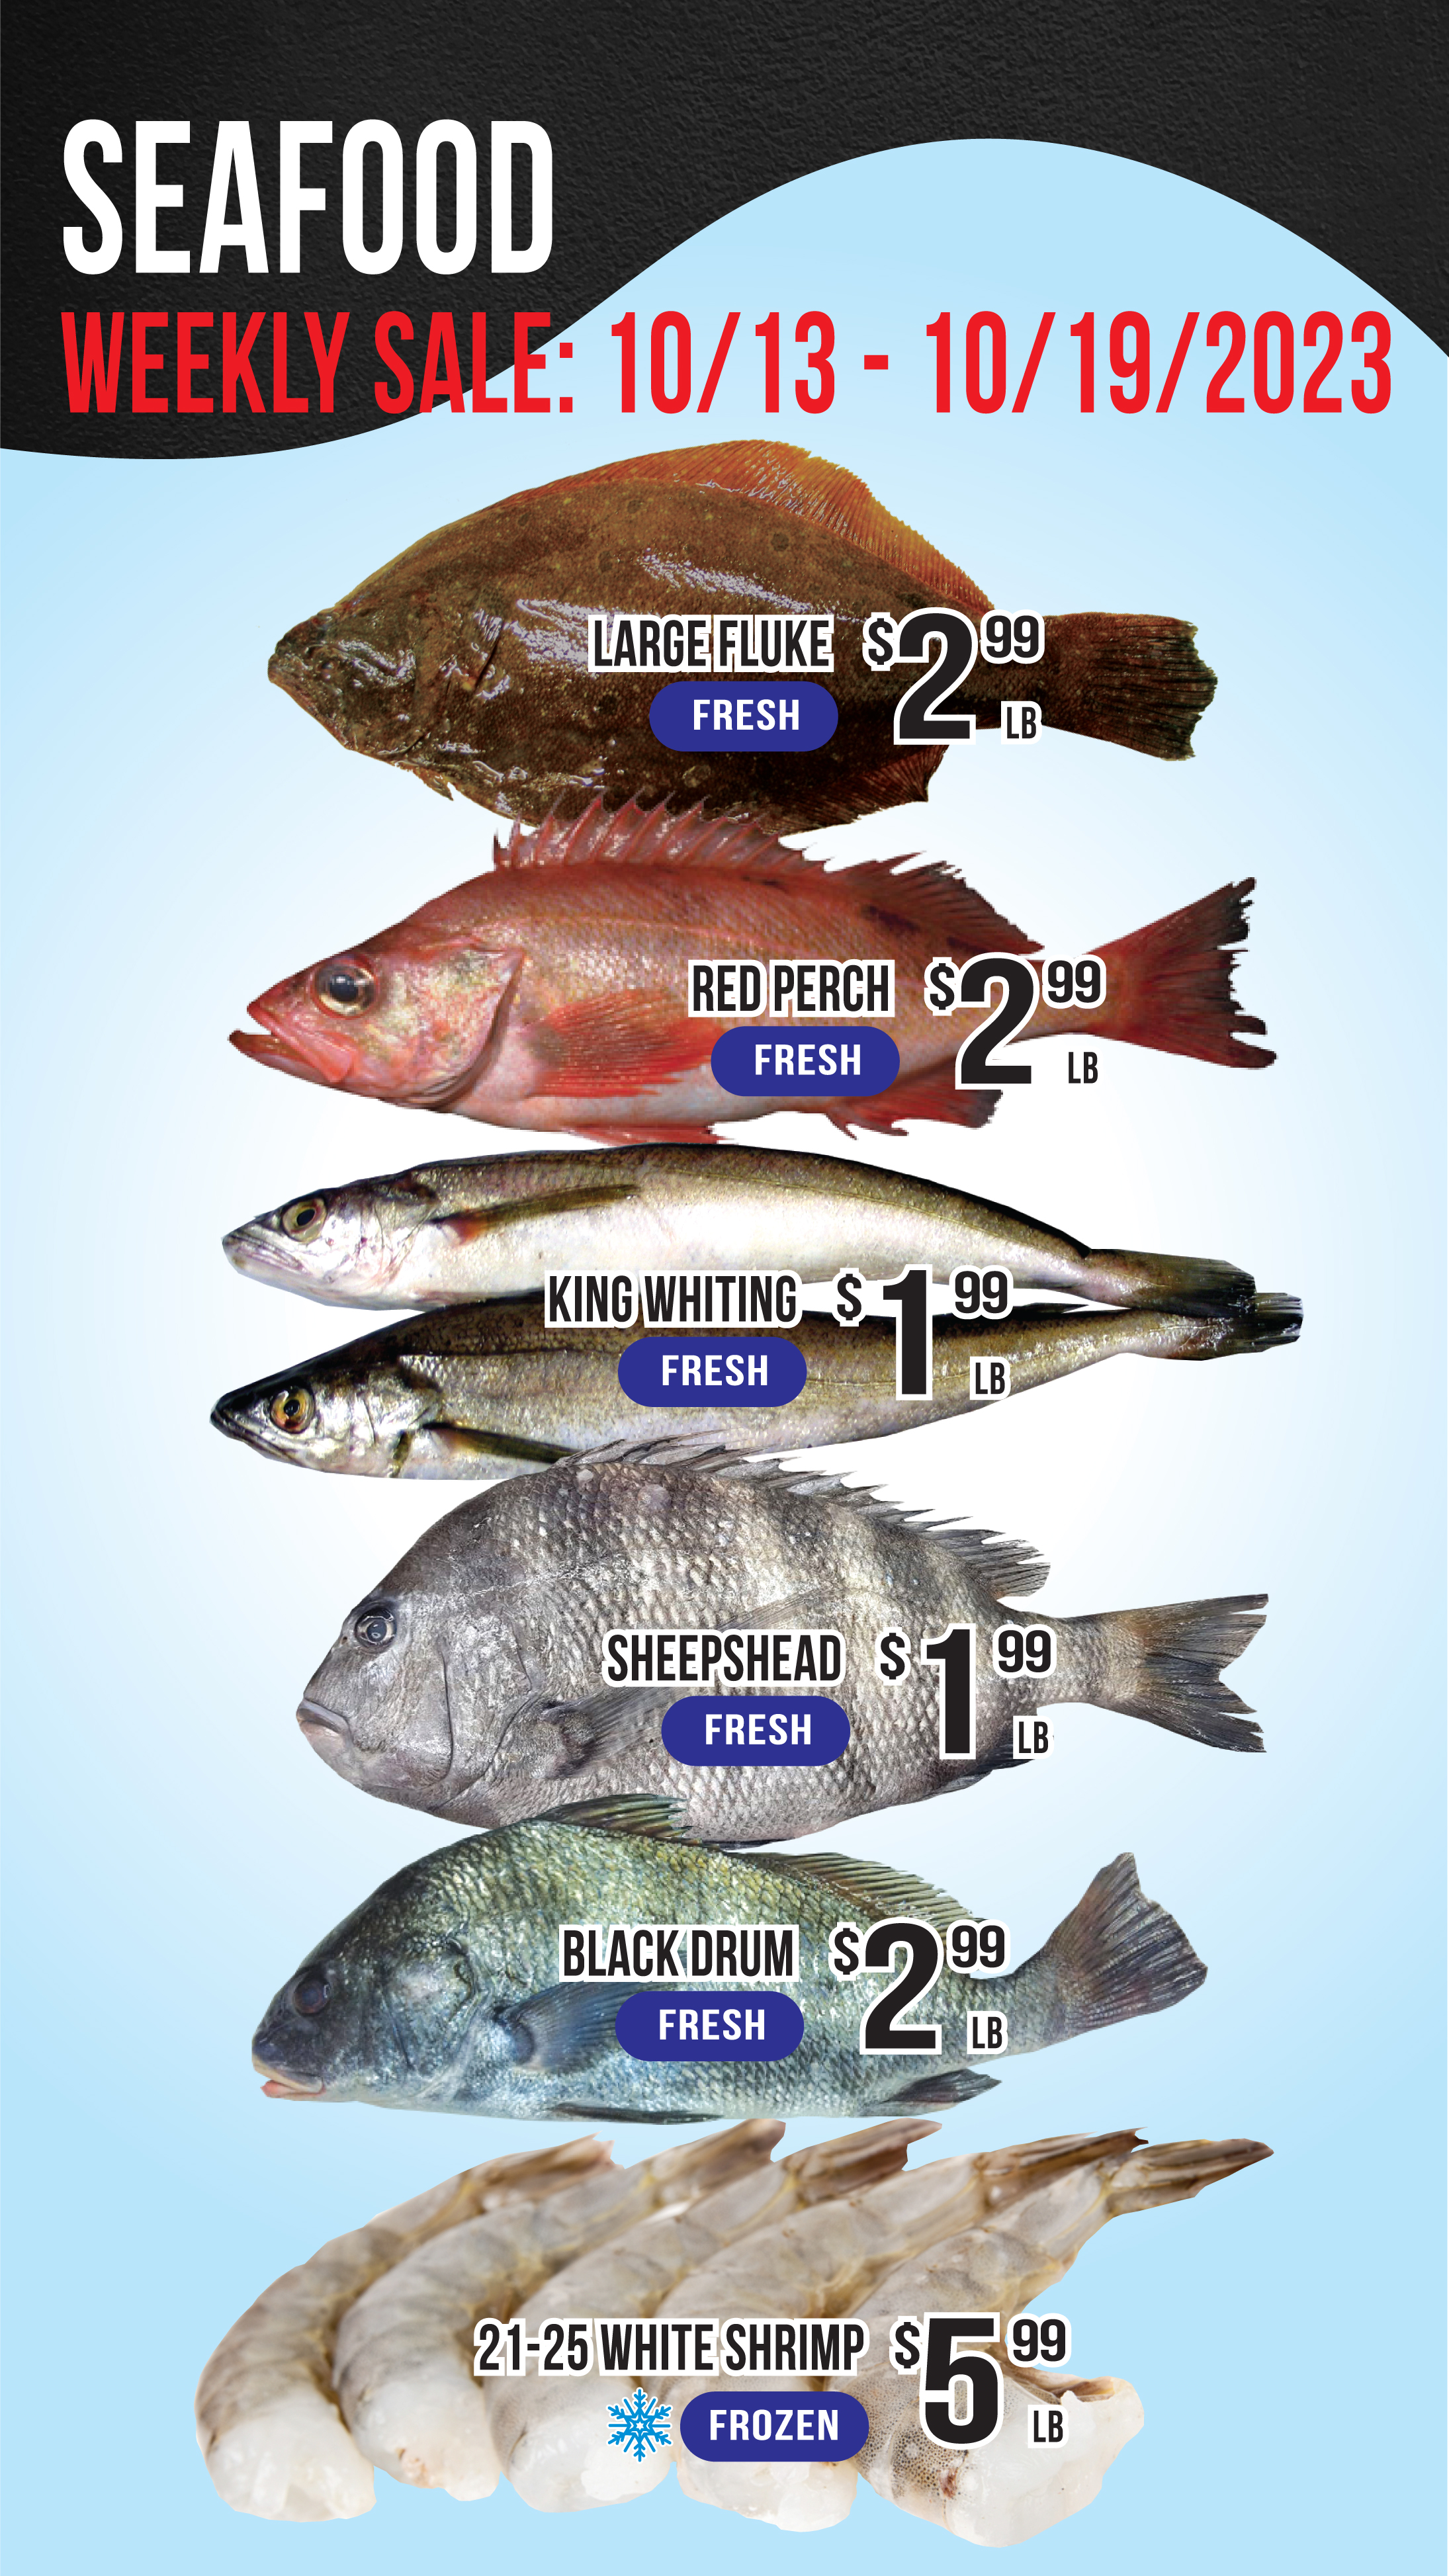 SEAFOOD
WEEKLY SALE: 10/13 - 10/19/2023
LARGE FLUKE $2 99
FRESH LB
RED PERCH $2 99
FRESH LB
KING WHITING $1 99
FRESH LB
SHEEPSHEAD $1 99
FRESH LB
BLACK DRUM $2 99
FRESH LB
21-25 WHITE SHRIMP $5 99
FROZEN LB